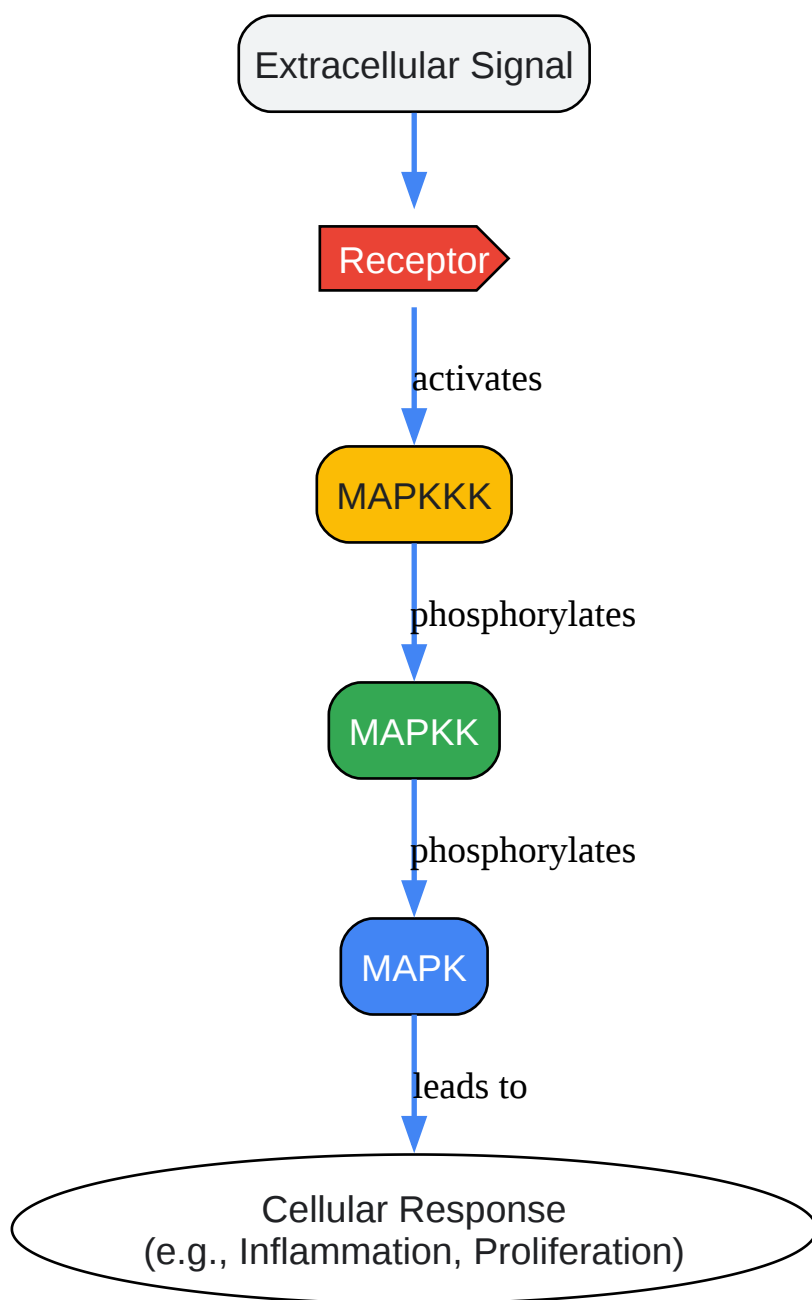 Extracellular Signal
Receptor
activates
MAPKKK
phosphorylates
MAPKK
phosphorylates
MAPK
leads to
Cellular Response
(e.g., Inflammation, Proliferation)